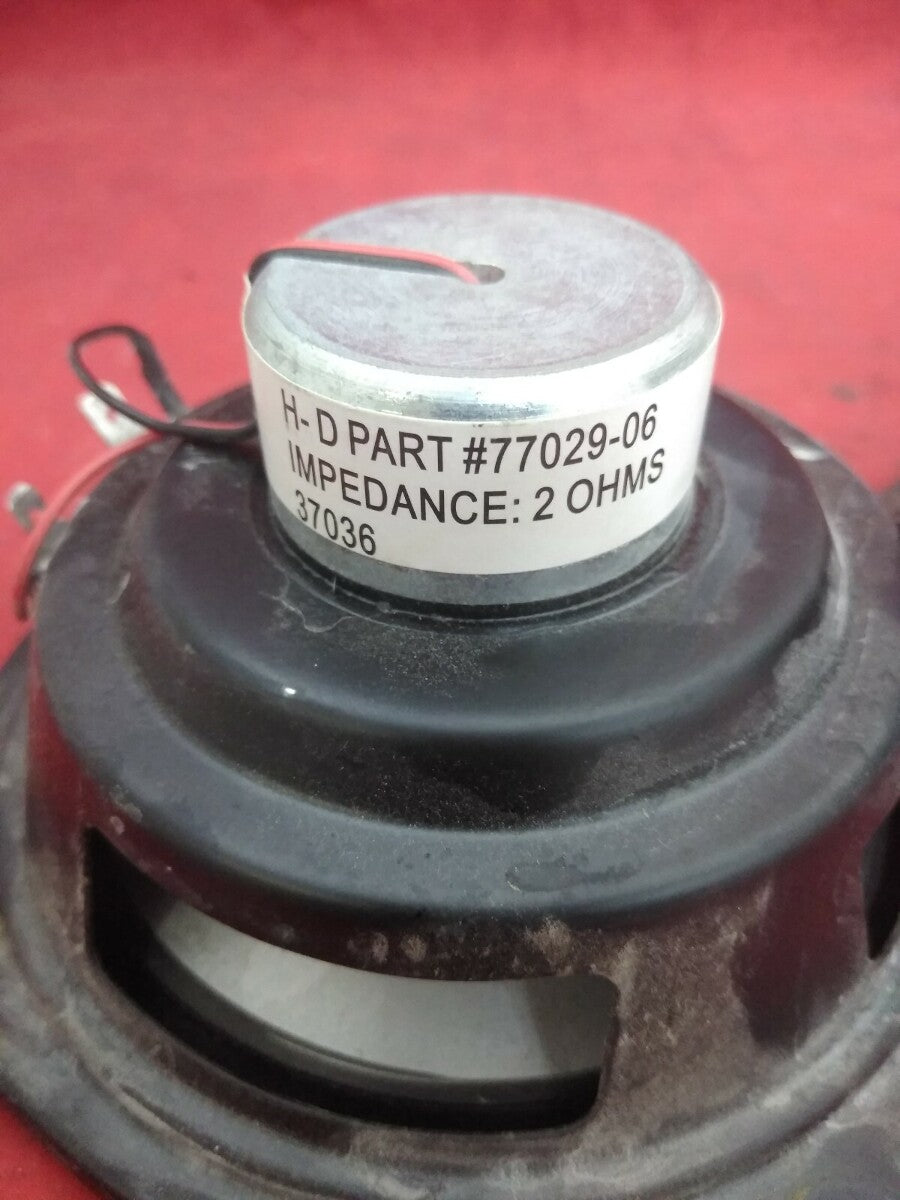 H-D PART #77029-06
IMPEDANCE: 2 OHMS
37036